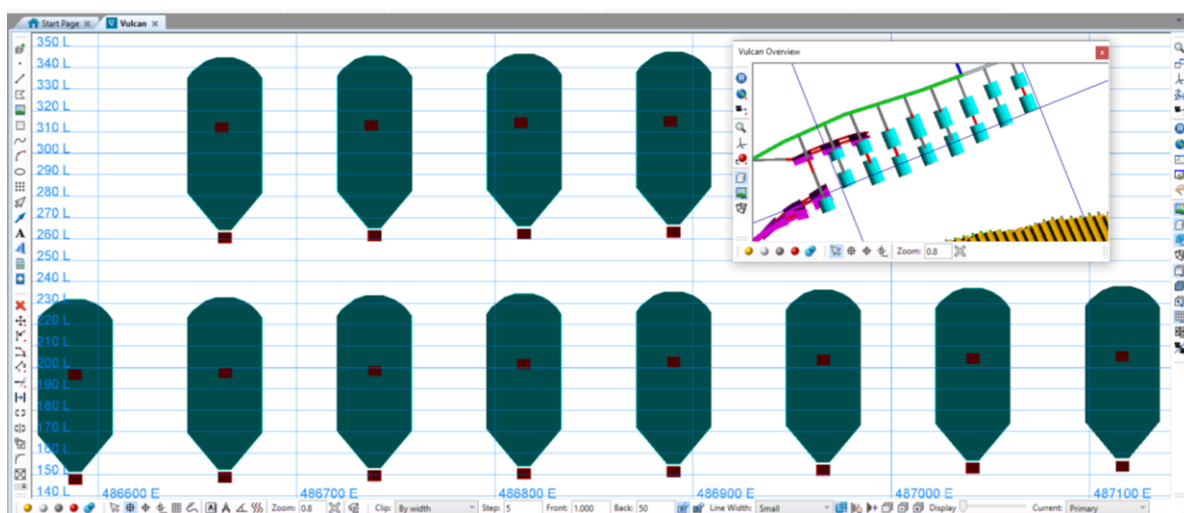 Start Page
Vulcan
350 L
340 L
330 L
320 L
310 L
300 L
290 L
280 L
270 L
260 L
250 L
240 L
230 L
220 L
210 L
200 L
190 L
180 L
170 L
160 L
150 L
140 L
486600 E
486700 E
486800 E
486900 E
487000 E
487100 E
Vulcan Overview
Zoom: 0.8
Zoom: 0.8 Clip: By width Step: 5 Front: 1.000 Back: 50 Line Width: Small Display Current: Primary